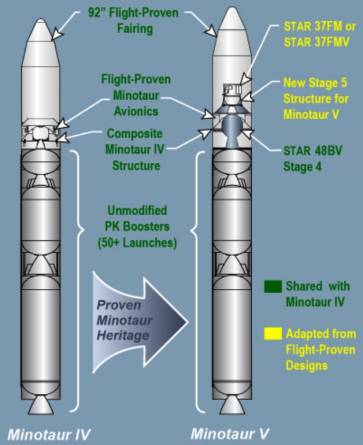 92" Flight-Proven
Fairing
STAR 37FM or
STAR 37FMV
Flight-Proven
Minotaur
Avionics
New Stage 5
Structure for
Minotaur V
Composite
Minotaur IV
Structure
STAR 48BV
Stage 4
Unmodified
PK Boosters
(50+ Launches)
Proven
Minotaur
Heritage
Shared with
Minotaur IV
Adapted from
Flight-Proven
Designs
Minotaur IV
Minotaur V